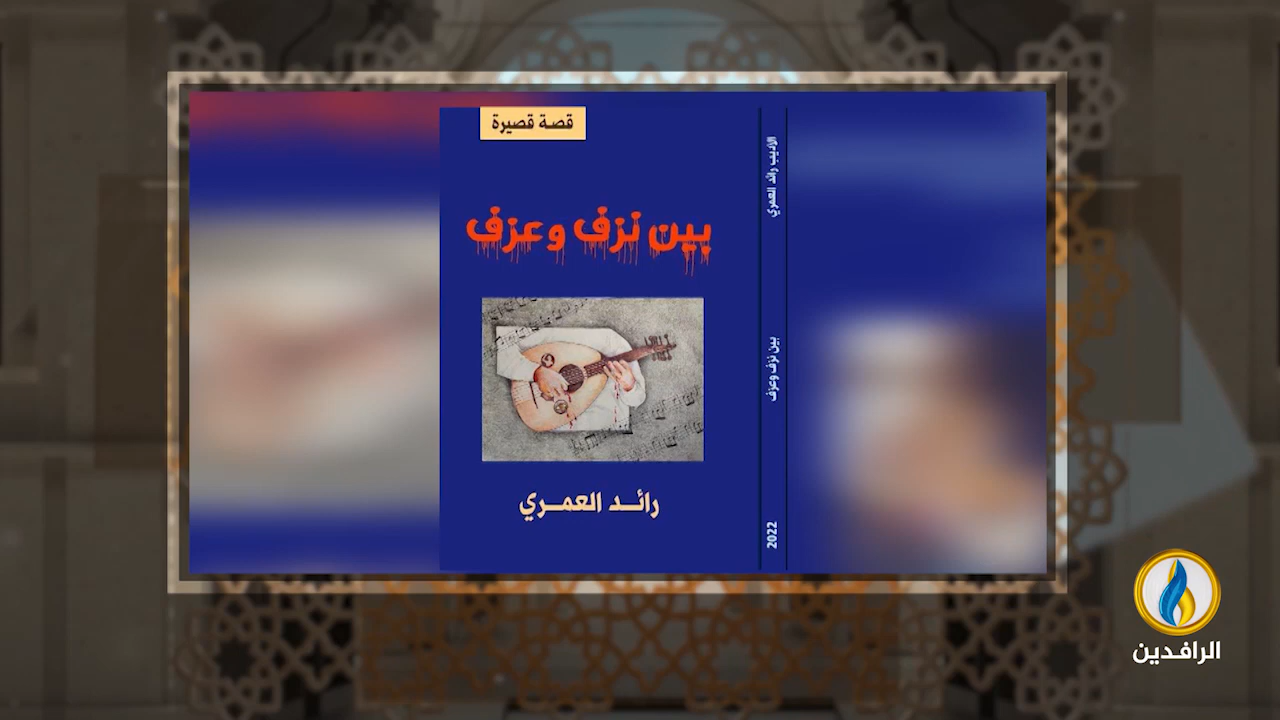 قصة قصيرة
بين نزف وعزف
رائد العمري
الأديب رائد العمري
بين نزف وعزف
2022
الرافدين